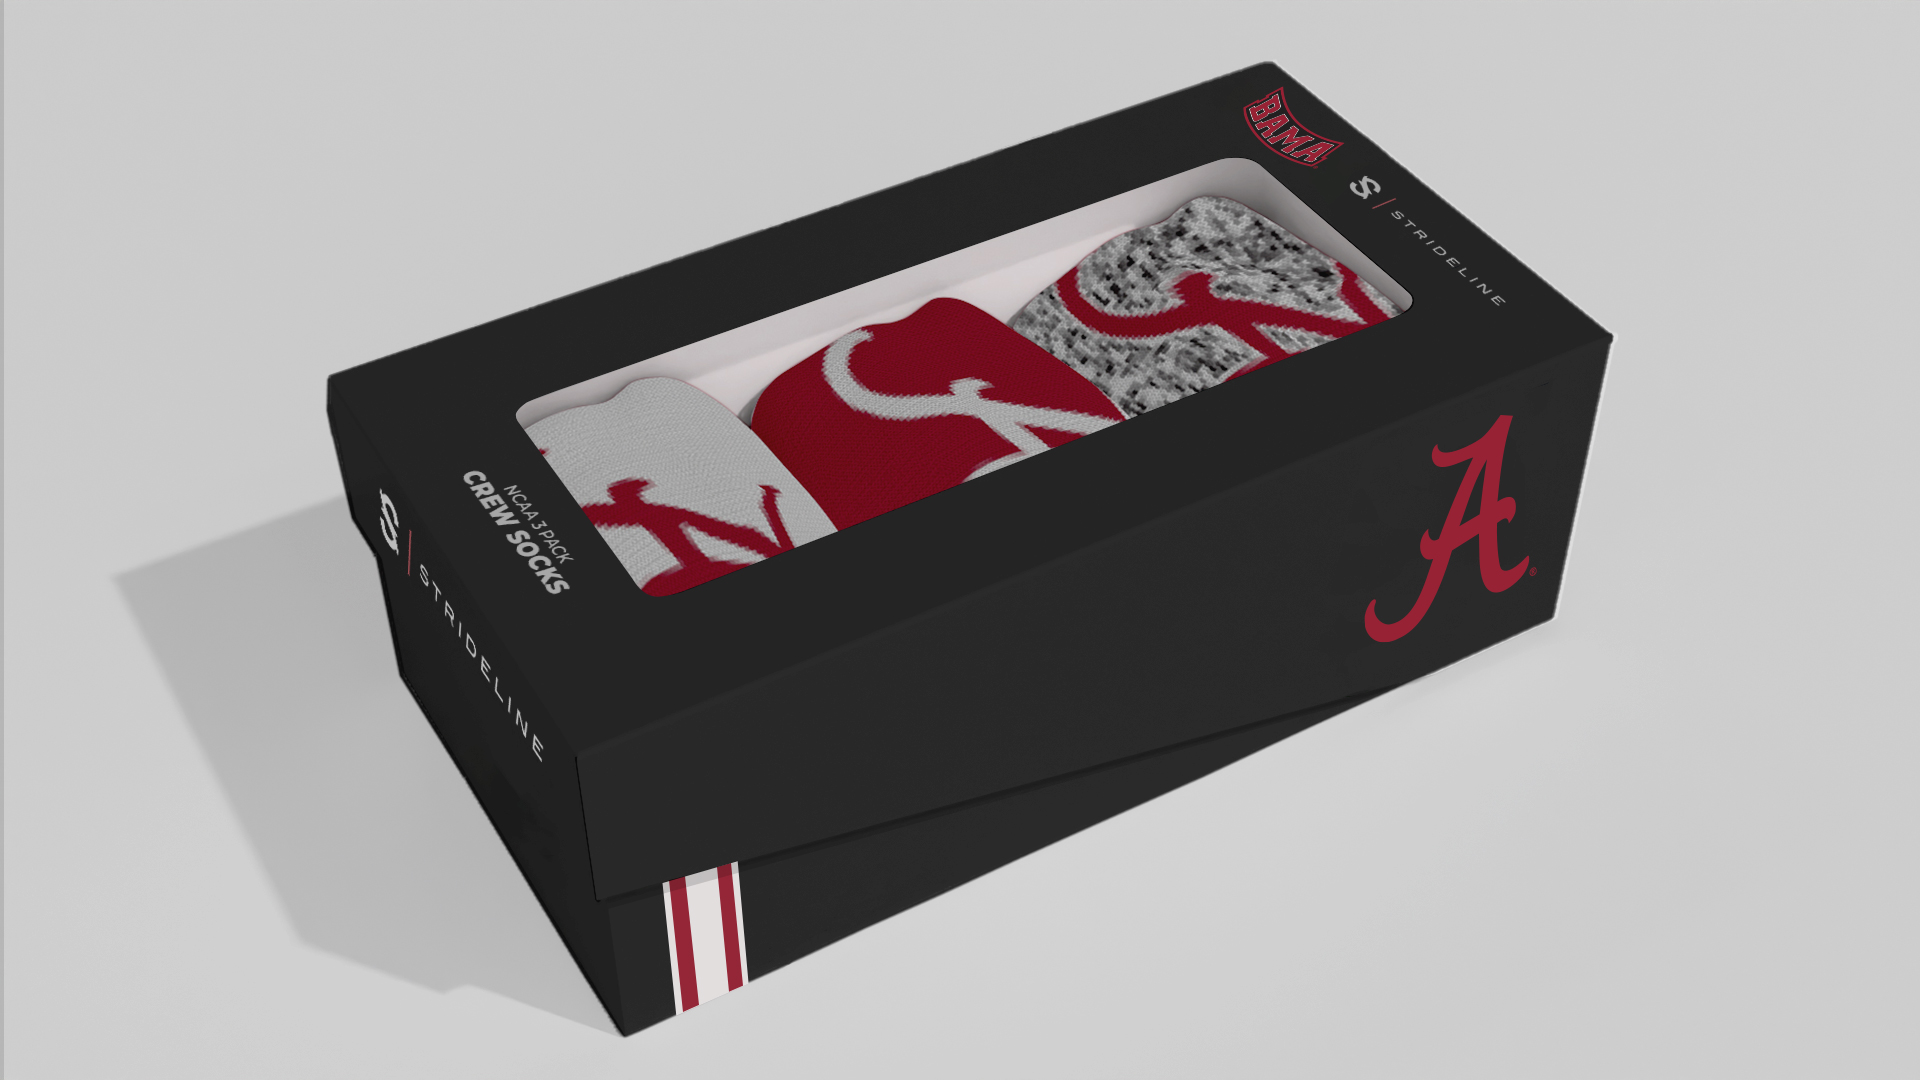 BAMA
S | STRIDELINE
NCAA 3 PACK
CREW SOCKS
S | STRIDELINE
A®